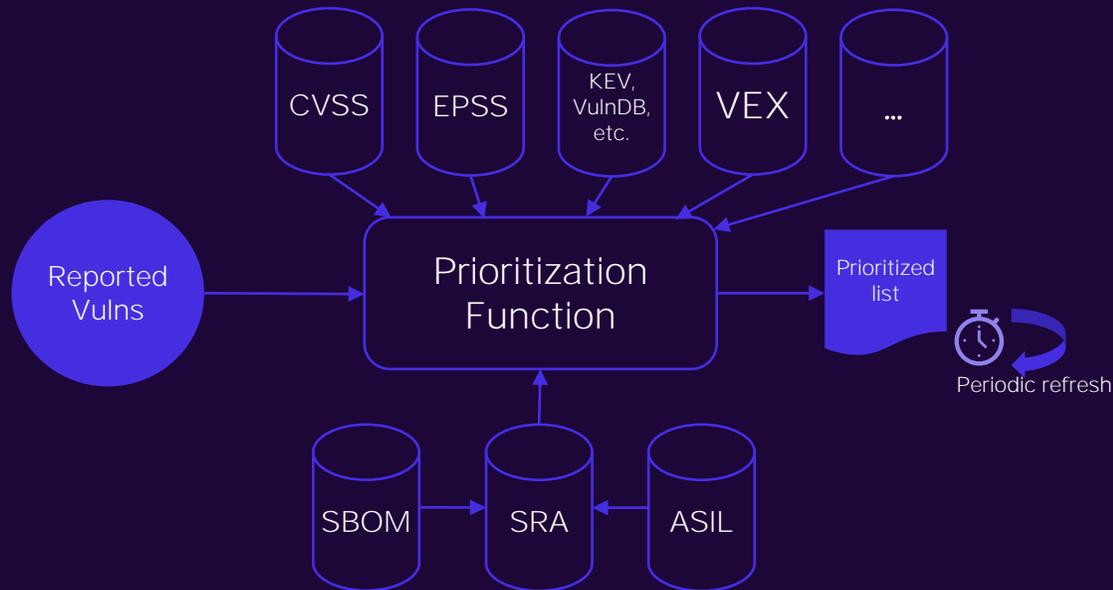 CVSS
EPSS
KEV,
VulnDB,
etc.
VEX
...
Reported
Vulns
Prioritization
Function
Prioritized
list
Periodic refresh
SBOM
SRA
ASIL